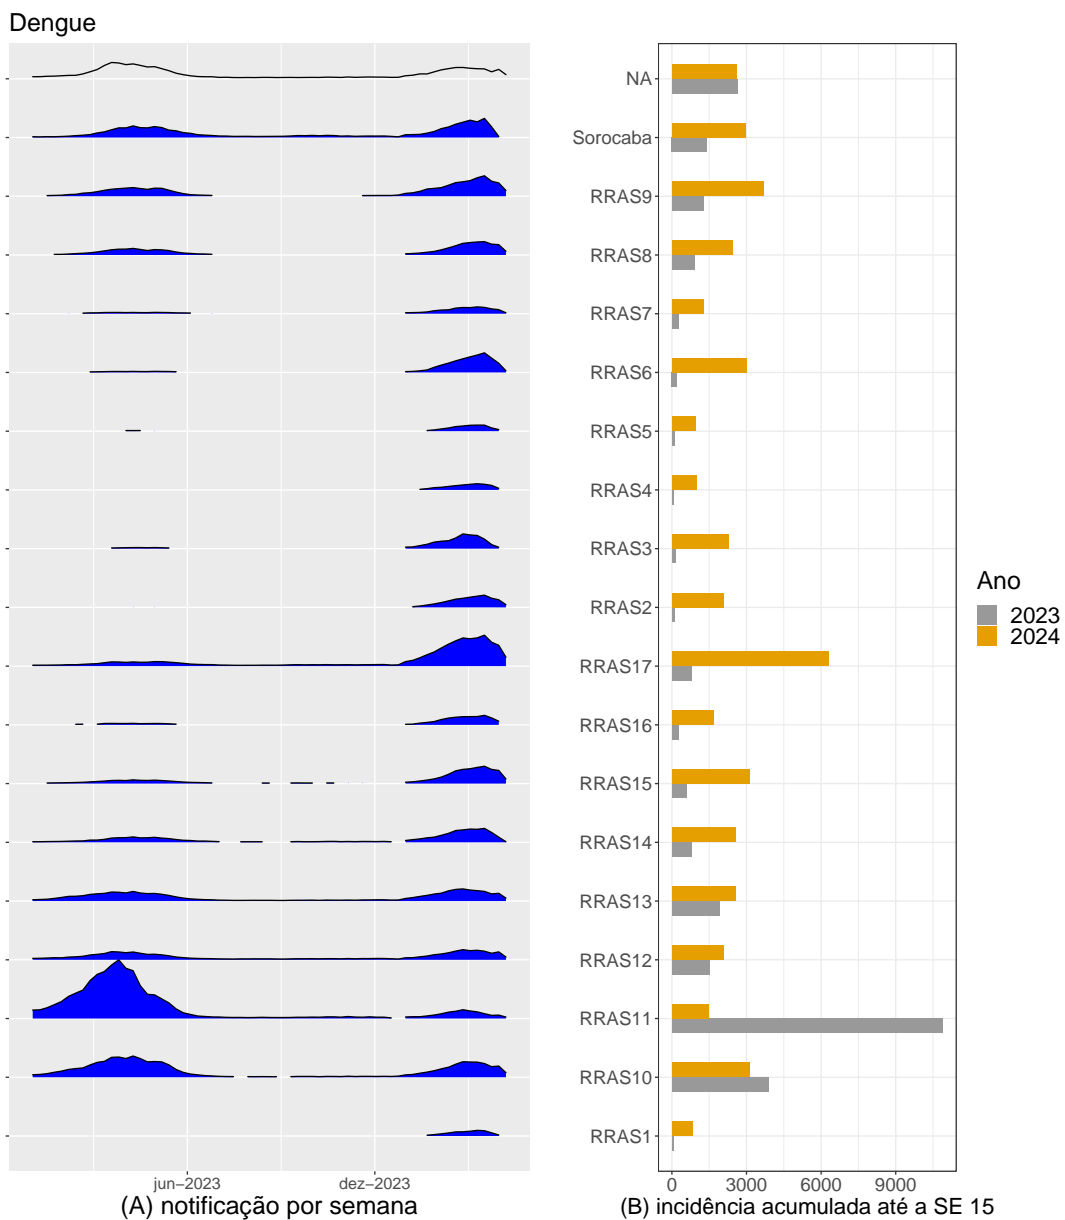 Dengue
NA
Sorocaba
RRAS9
RRAS8
RRAS7
RRAS6
RRAS5
RRAS4
RRAS3
RRAS2
RRAS17
RRAS16
RRAS15
RRAS14
RRAS13
RRAS12
RRAS11
RRAS10
RRAS1
jun−2023 dez−2023
(A) notificação por semana
0 3000 6000 9000
(B) incidência acumulada até a SE 15
Ano
2023
2024